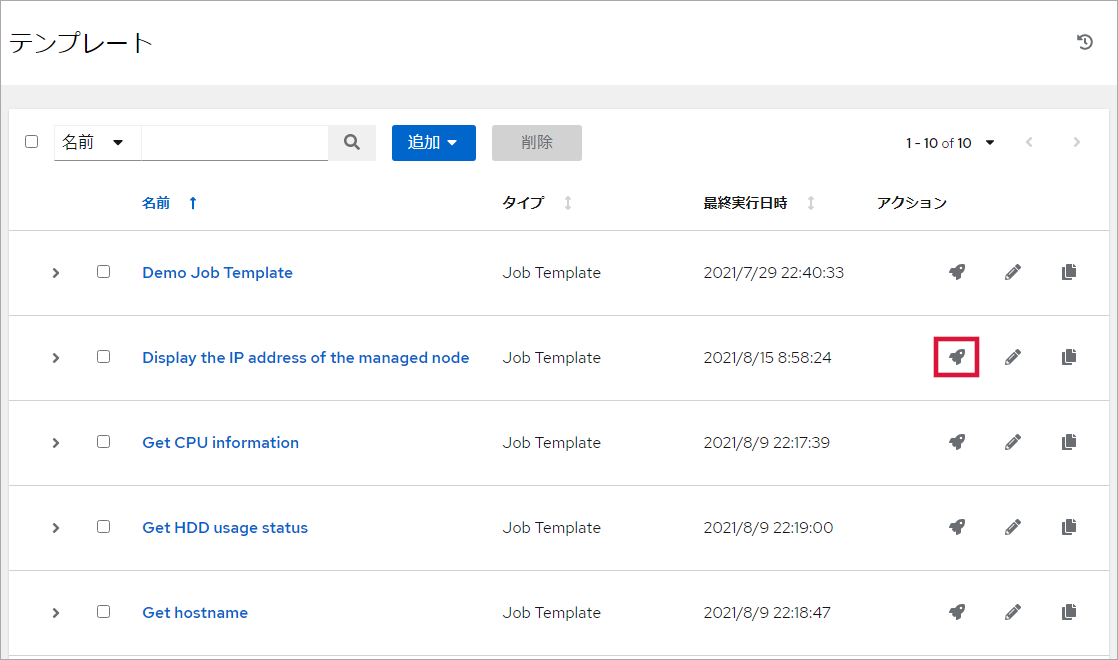 テンプレート
名前 追加 削除 1 - 10 of 10
名前 タイプ 最終実行日時 アクション
Demo Job Template Job Template 2021/7/29 22:40:33
Display the IP address of the managed node Job Template 2021/8/15 8:58:24
Get CPU information Job Template 2021/8/9 22:17:39
Get HDD usage status Job Template 2021/8/9 22:19:00
Get hostname Job Template 2021/8/9 22:18:47